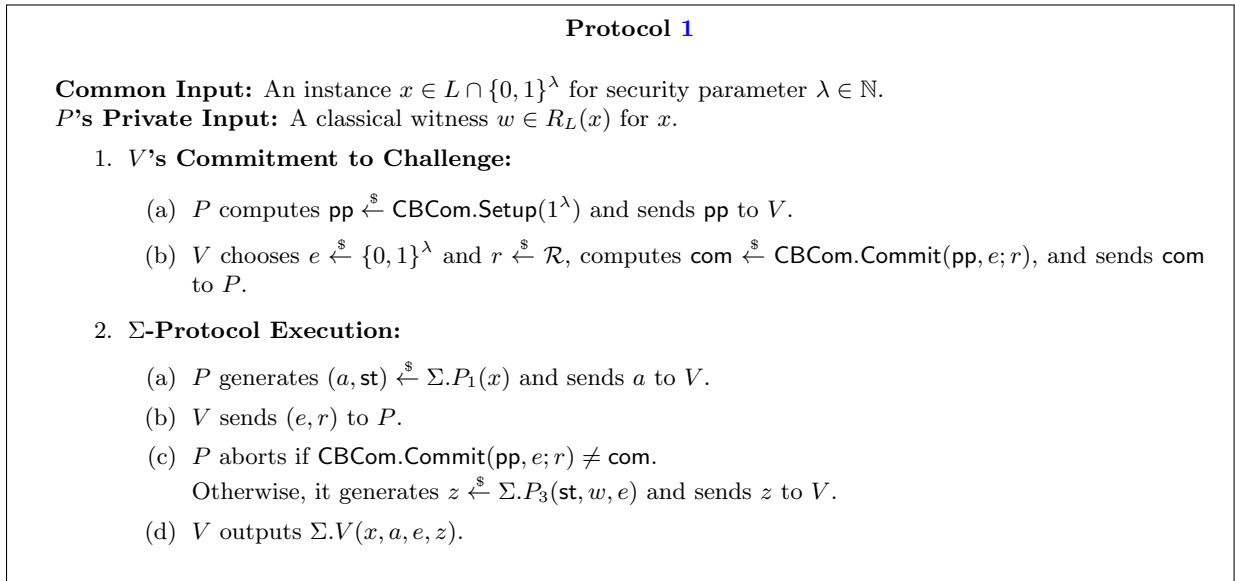 Protocol 1
Common Input: An instance x ∈ L ∩ {0, 1}^λ for security parameter λ ∈ ℕ.
P's Private Input: A classical witness w ∈ R_L(x) for x.
1. V's Commitment to Challenge:
(a) P computes pp ←$ CBCom.Setup(1^λ) and sends pp to V.
(b) V chooses e ←$ {0, 1}^λ and r ←$ ℛ, computes com ←$ CBCom.Commit(pp, e; r), and sends com
to P.
2. Σ-Protocol Execution:
(a) P generates (a, st) ←$ Σ.P_1(x) and sends a to V.
(b) V sends (e, r) to P.
(c) P aborts if CBCom.Commit(pp, e; r) ≠ com.
Otherwise, it generates z ←$ Σ.P_3(st, w, e) and sends z to V.
(d) V outputs Σ.V(x, a, e, z).